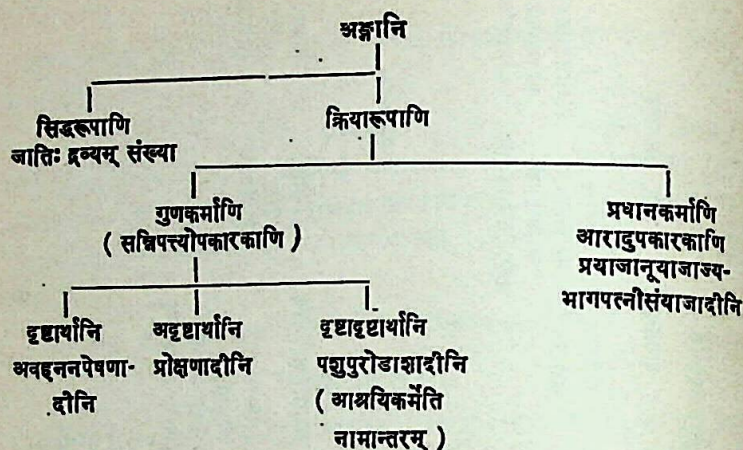 अङ्गानि
सिद्धरूपाणि
जातिः द्रव्यम् संख्या
क्रियारूपाणि
गुणकर्माणि
( सन्निपत्त्योपकारकाणि )
प्रधानकर्माणि
आरादुपकारकाणि
प्रयाजानूयाजाज्य-
भागपत्नीसंयाजादीनि
दृष्टार्थानि
अवहननपेषणा-
दीनि
अदृष्टार्थानि
प्रोक्षणादीनि
दृष्टादृष्टार्थानि
पशुपुरोडाशादीनि
( आश्रयिकर्मेति
नामान्तरम् )